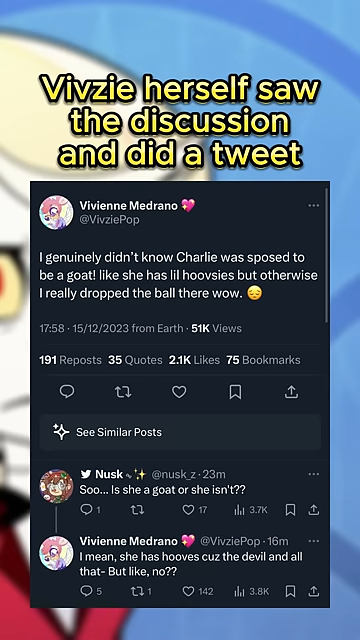 Vivzie herself saw
the discussion
and did a tweet
Vivienne Medrano 💖
@VivziePop
I genuinely didn't know Charlie was sposed to
be a goat! like she has lil hoovsies but otherwise
I really dropped the ball there wow. 😔
17:58 · 15/12/2023 from Earth · 51K Views
191 Reposts 35 Quotes 2.1K Likes 75 Bookmarks
See Similar Posts
Nusk ✨ @nusk_z · 23m
Soo... Is she a goat or she isn't??
1 17 3.7K
Vivienne Medrano 💖 @VivziePop · 16m
I mean, she has hooves cuz the devil and all
that- But like, no??
5 1 142 3.8K